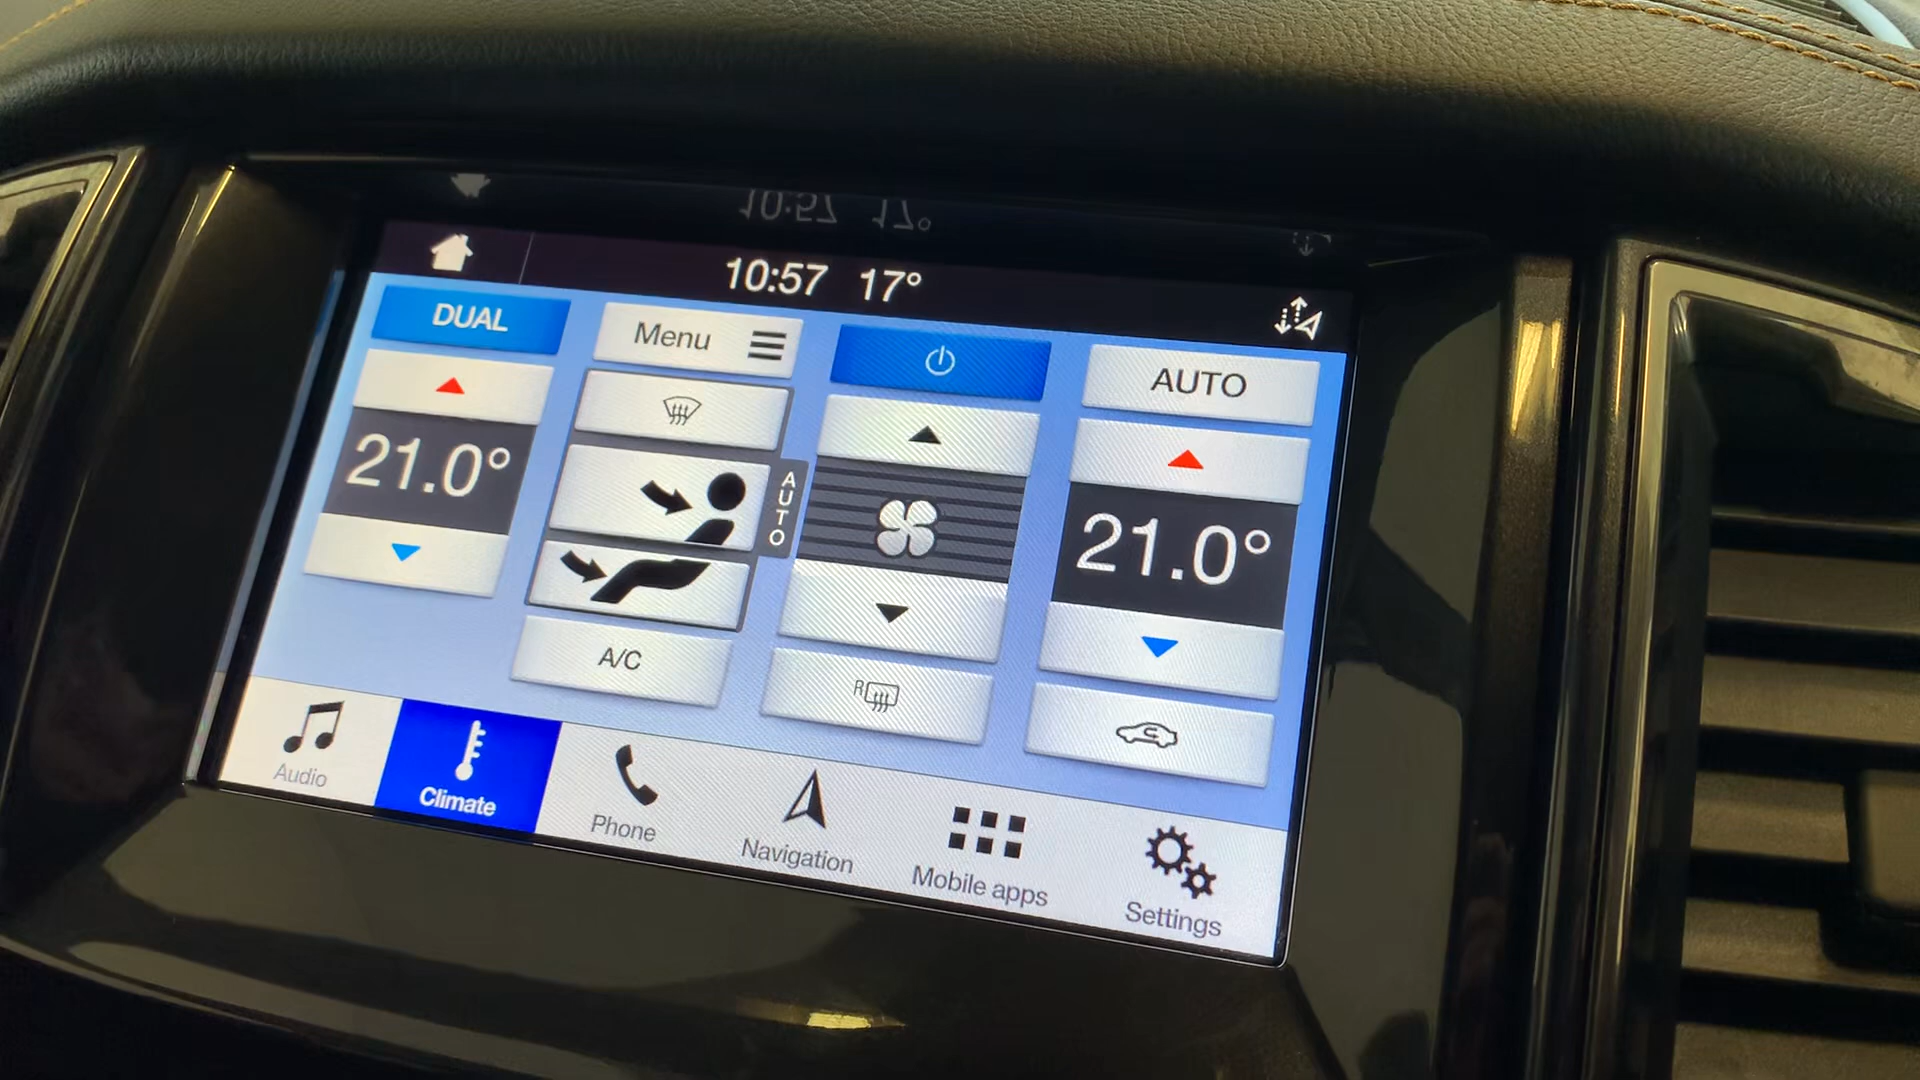 10:57 17°
DUAL
Menu
AUTO
21.0°
AUTO
21.0°
A/C
R
Audio
Climate
Phone
Navigation
Mobile apps
Settings